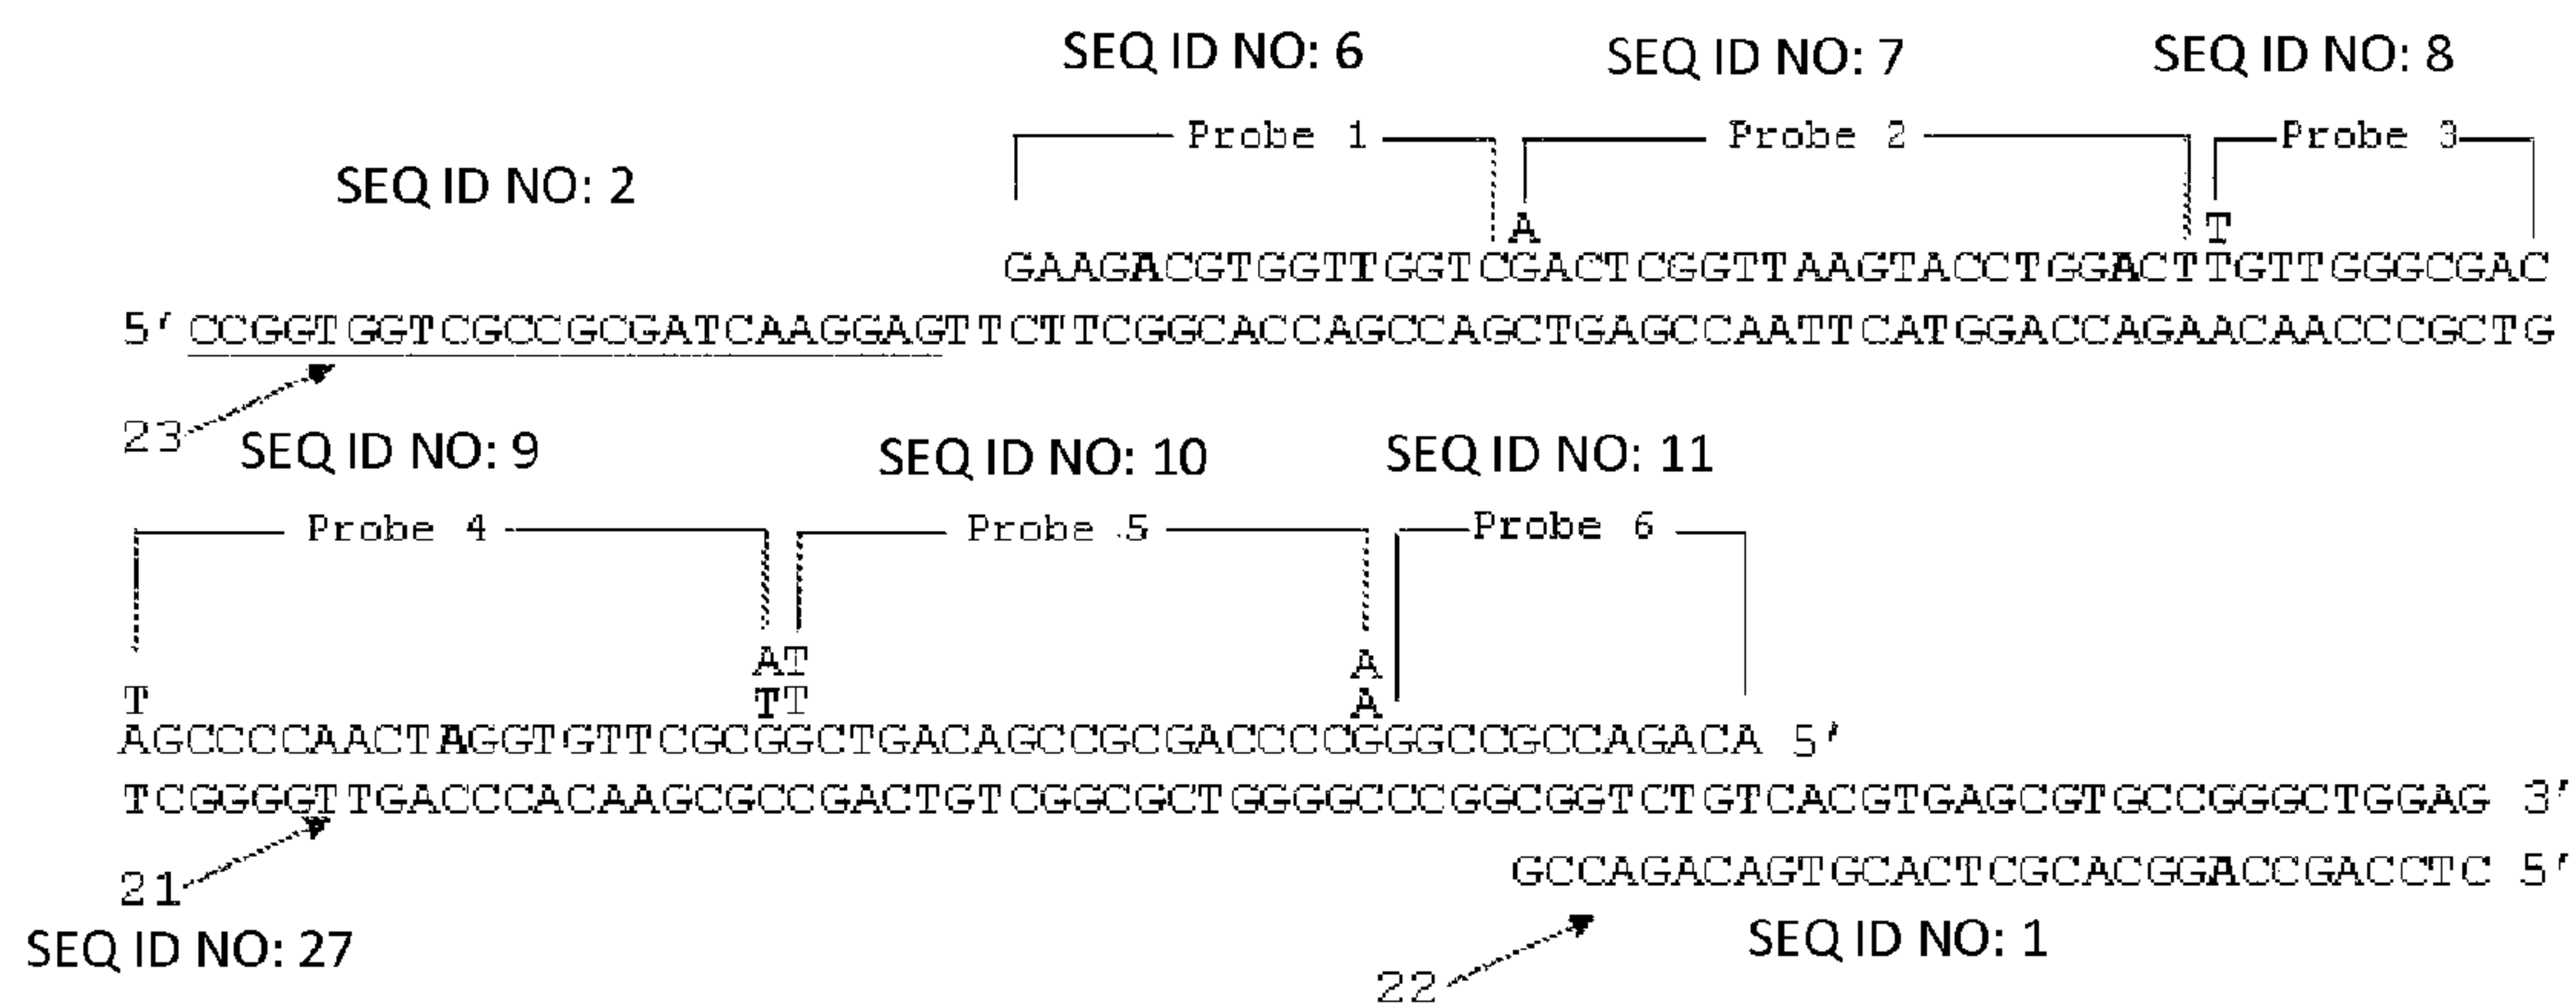 SEQ ID NO: 6 SEQ ID NO: 7 SEQ ID NO: 8
Probe 1 Probe 2 Probe 3
SEQ ID NO: 2
A T
GAAGACGTGGTTGGTCGACTCGGTTAAGTACCTGGACTTGTTGGGCGAC
5' CCGGTGGTCGCCGCGATCAAGGAGTTCTTCGGCACCAGCCAGCTGAGCCAATTCATGGACCAGAACAACCCGCTG
23
SEQ ID NO: 9 SEQ ID NO: 10 SEQ ID NO: 11
Probe 4 Probe 5 Probe 6
AT A
T TT A
AGCCCCAACTAGGTGTTCGCGGCTGACAGCCGCGACCCCGGGCCGCCAGACA 5'
TCGGGGTTGACCCACAAGCGCCGACTGTCGGCGCTGGGGCCCGGCGGTCTGTCACGTGAGCGTGCCGGGCTGGAG 3'
21
GCCAGACAGTGCACTCGCACGGACCGACCTC 5'
SEQ ID NO: 27
22
SEQ ID NO: 1